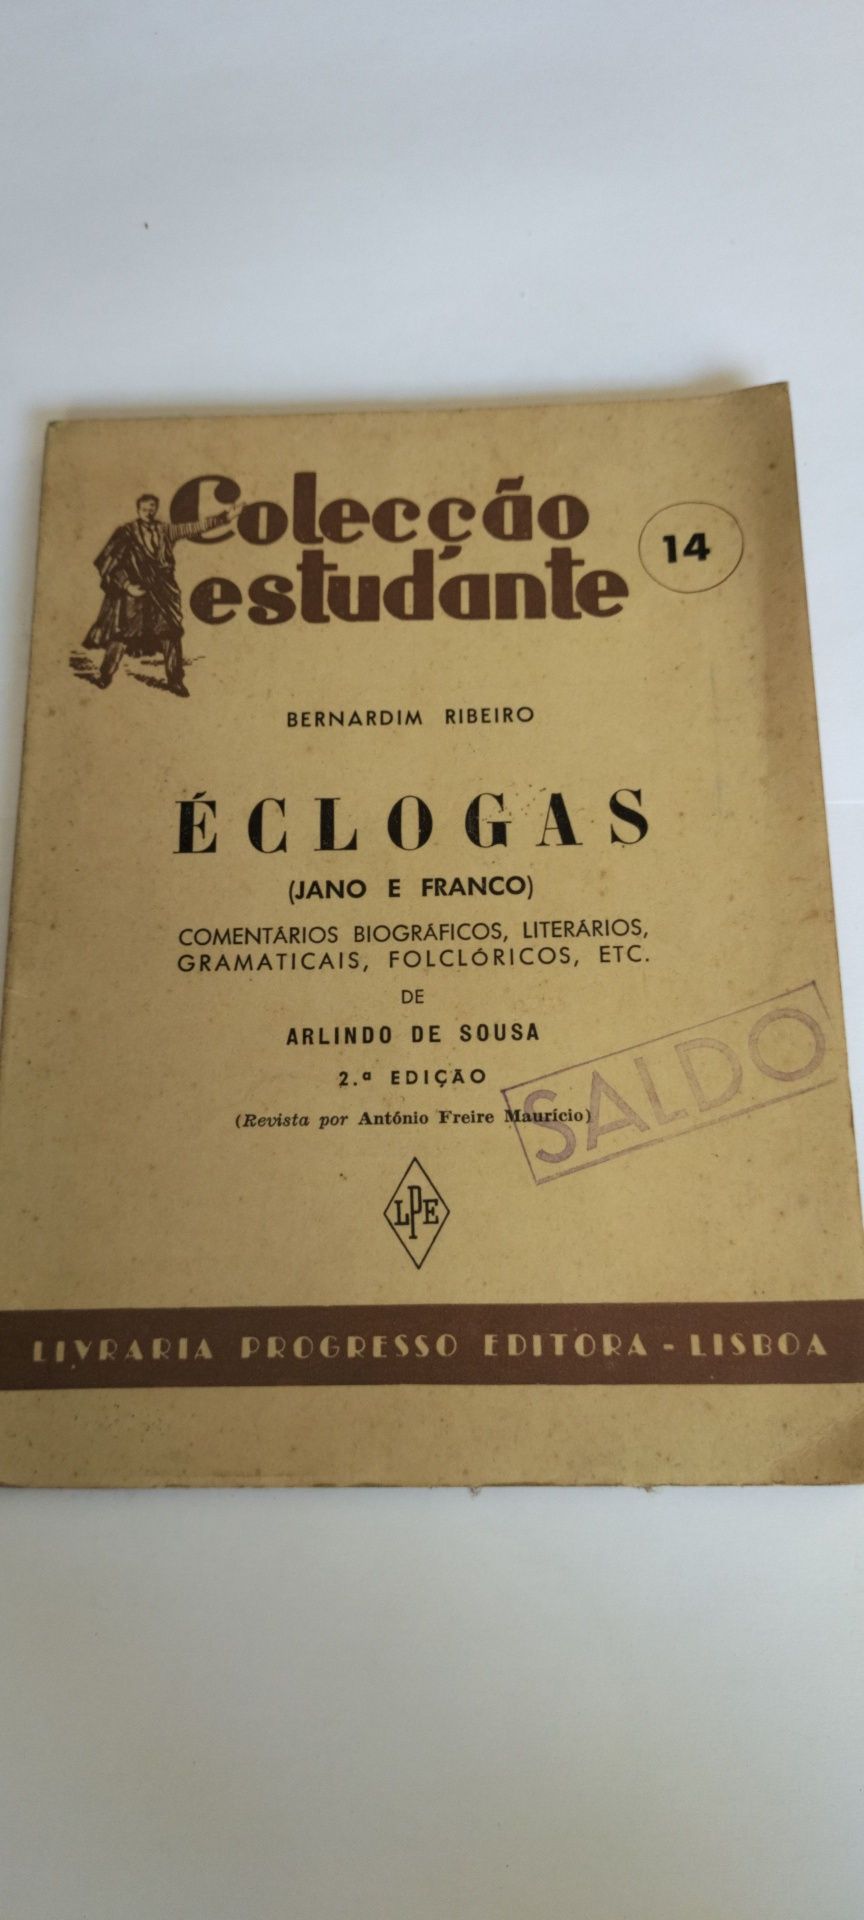 Colecção
estudante
14
BERNARDIM RIBEIRO
ÉCLOGAS
(JANO E FRANCO)
COMENTÁRIOS BIOGRÁFICOS, LITERÁRIOS,
GRAMATICAIS, FOLCLÓRICOS, ETC.
DE
ARLINDO DE SOUSA
2.ª EDIÇÃO
(Revista por António Freire Maurício)
SALDO
LPE
LIVRARIA PROGRESSO EDITORA - LISBOA